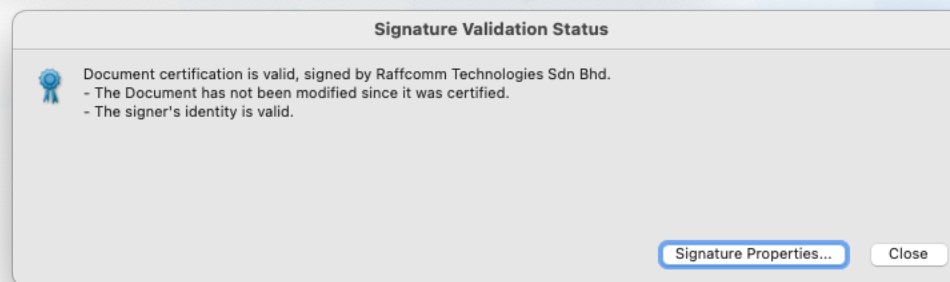 Signature Validation Status
Document certification is valid, signed by Raffcomm Technologies Sdn Bhd.
- The Document has not been modified since it was certified.
- The signer's identity is valid.
Signature Properties... Close